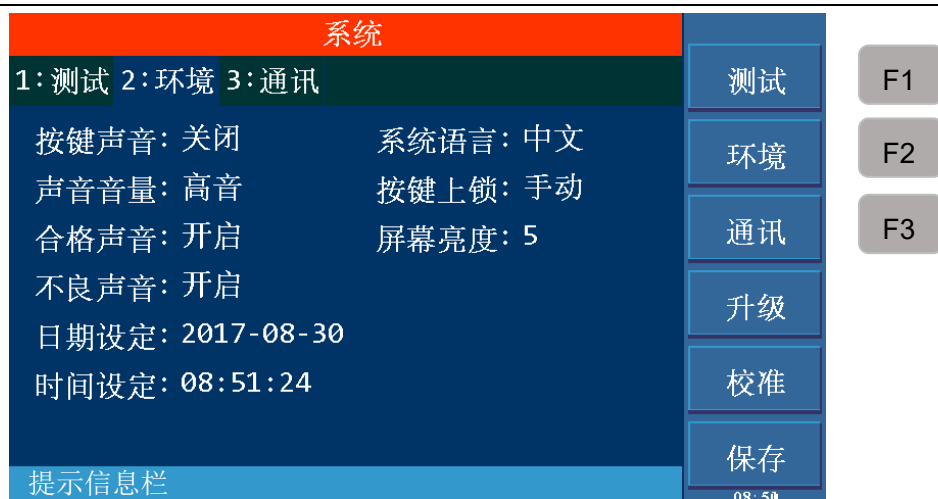 系统
1:测试 2:环境 3:通讯
按键声音: 关闭 系统语言: 中文
声音音量: 高音 按键上锁: 手动
合格声音: 开启 屏幕亮度: 5
不良声音: 开启
日期设定: 2017-08-30
时间设定: 08:51:24
提示信息栏
测试 F1
环境 F2
通讯 F3
升级
校准
保存